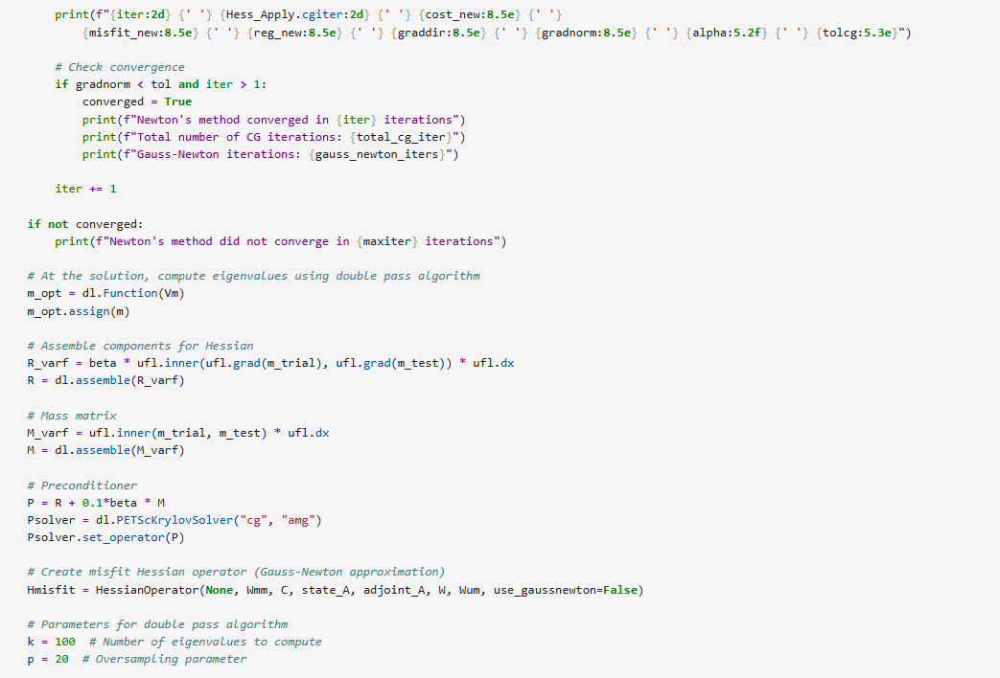 print(f"{iter:2d} {' '} {Hess_Apply.cgiter:2d} {' '} {cost_new:8.5e} {' '}
{misfit_new:8.5e} {' '} {reg_new:8.5e} {' '} {graddir:8.5e} {' '} {gradnorm:8.5e} {' '} {alpha:5.2f} {' '} {tolcg:5.3e}")
# Check convergence
if gradnorm < tol and iter > 1:
converged = True
print(f"Newton's method converged in {iter} iterations")
print(f"Total number of CG iterations: {total_cg_iter}")
print(f"Gauss-Newton iterations: {gauss_newton_iters}")
iter += 1
if not converged:
print(f"Newton's method did not converge in {maxiter} iterations")
# At the solution, compute eigenvalues using double pass algorithm
m_opt = dl.Function(Vm)
m_opt.assign(m)
# Assemble components for Hessian
R_varf = beta * ufl.inner(ufl.grad(m_trial), ufl.grad(m_test)) * ufl.dx
R = dl.assemble(R_varf)
# Mass matrix
M_varf = ufl.inner(m_trial, m_test) * ufl.dx
M = dl.assemble(M_varf)
# Preconditioner
P = R + 0.1*beta * M
Psolver = dl.PETScKrylovSolver("cg", "amg")
Psolver.set_operator(P)
# Create misfit Hessian operator (Gauss-Newton approximation)
Hmisfit = HessianOperator(None, Wmm, C, state_A, adjoint_A, W, Wum, use_gaussnewton=False)
# Parameters for double pass algorithm
k = 100  # Number of eigenvalues to compute
p = 20  # Oversampling parameter